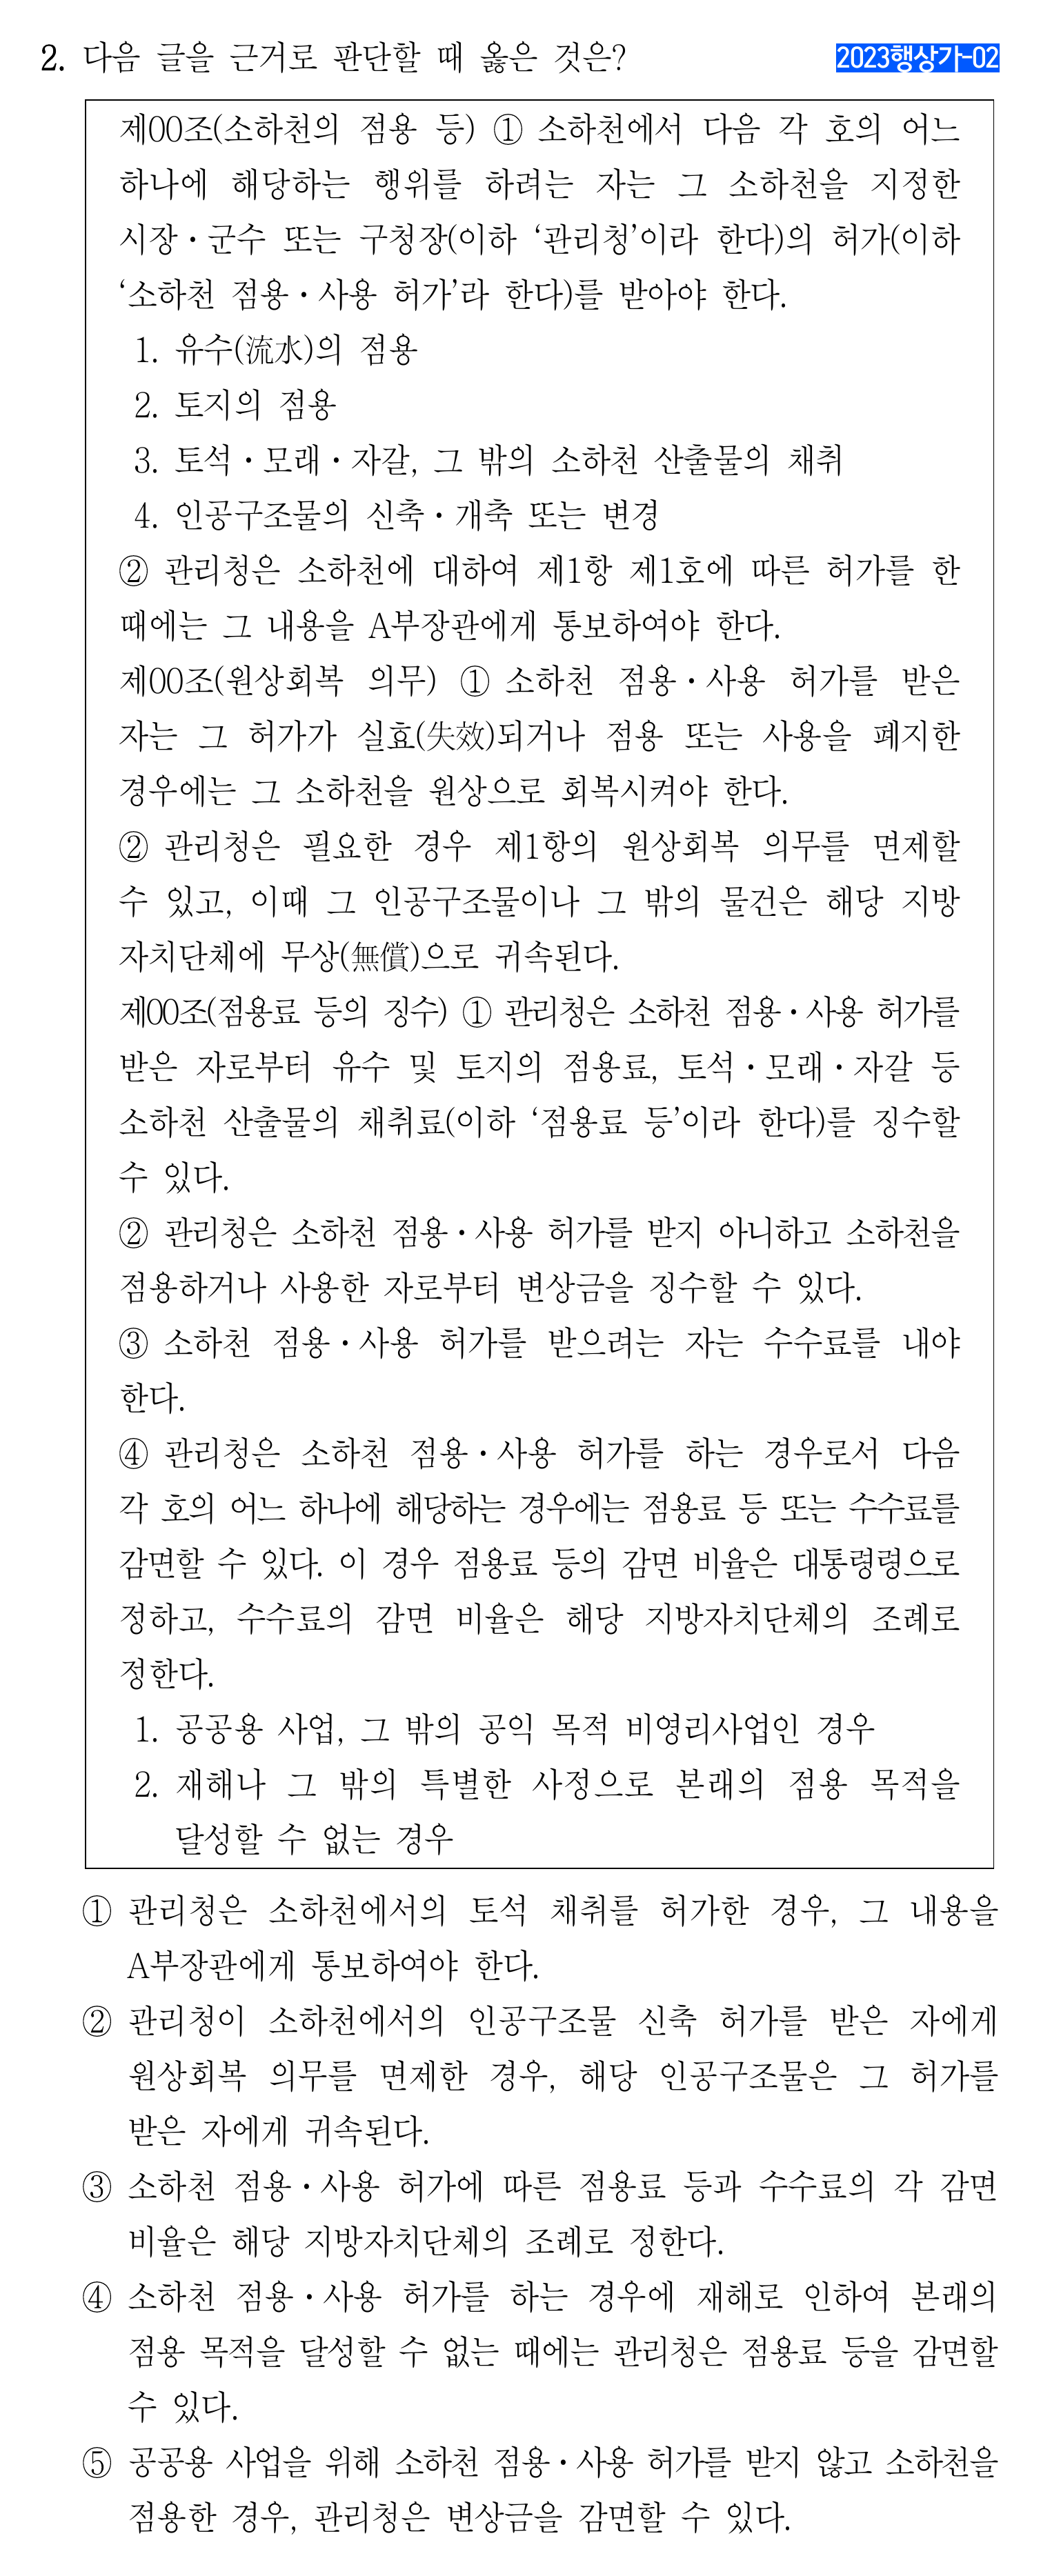 2. 다음 글을 근거로 판단할 때 옳은 것은? 2023행상가-02
제00조(소하천의 점용 등) ① 소하천에서 다음 각 호의 어느
하나에 해당하는 행위를 하려는 자는 그 소하천을 지정한
시장・군수 또는 구청장(이하 ‘관리청’이라 한다)의 허가(이하
‘소하천 점용・사용 허가’라 한다)를 받아야 한다.
1. 유수(流水)의 점용
2. 토지의 점용
3. 토석・모래・자갈, 그 밖의 소하천 산출물의 채취
4. 인공구조물의 신축・개축 또는 변경
② 관리청은 소하천에 대하여 제1항 제1호에 따른 허가를 한
때에는 그 내용을 A부장관에게 통보하여야 한다.
제00조(원상회복 의무) ① 소하천 점용・사용 허가를 받은
자는 그 허가가 실효(失效)되거나 점용 또는 사용을 폐지한
경우에는 그 소하천을 원상으로 회복시켜야 한다.
② 관리청은 필요한 경우 제1항의 원상회복 의무를 면제할
수 있고, 이때 그 인공구조물이나 그 밖의 물건은 해당 지방
자치단체에 무상(無償)으로 귀속된다.
제00조(점용료 등의 징수) ① 관리청은 소하천 점용・사용 허가를
받은 자로부터 유수 및 토지의 점용료, 토석・모래・자갈 등
소하천 산출물의 채취료(이하 ‘점용료 등’이라 한다)를 징수할
수 있다.
② 관리청은 소하천 점용・사용 허가를 받지 아니하고 소하천을
점용하거나 사용한 자로부터 변상금을 징수할 수 있다.
③ 소하천 점용・사용 허가를 받으려는 자는 수수료를 내야
한다.
④ 관리청은 소하천 점용・사용 허가를 하는 경우로서 다음
각 호의 어느 하나에 해당하는 경우에는 점용료 등 또는 수수료를
감면할 수 있다. 이 경우 점용료 등의 감면 비율은 대통령령으로
정하고, 수수료의 감면 비율은 해당 지방자치단체의 조례로
정한다.
1. 공공용 사업, 그 밖의 공익 목적 비영리사업인 경우
2. 재해나 그 밖의 특별한 사정으로 본래의 점용 목적을
달성할 수 없는 경우
① 관리청은 소하천에서의 토석 채취를 허가한 경우, 그 내용을
A부장관에게 통보하여야 한다.
② 관리청이 소하천에서의 인공구조물 신축 허가를 받은 자에게
원상회복 의무를 면제한 경우, 해당 인공구조물은 그 허가를
받은 자에게 귀속된다.
③ 소하천 점용・사용 허가에 따른 점용료 등과 수수료의 각 감면
비율은 해당 지방자치단체의 조례로 정한다.
④ 소하천 점용・사용 허가를 하는 경우에 재해로 인하여 본래의
점용 목적을 달성할 수 없는 때에는 관리청은 점용료 등을 감면할
수 있다.
⑤ 공공용 사업을 위해 소하천 점용・사용 허가를 받지 않고 소하천을
점용한 경우, 관리청은 변상금을 감면할 수 있다.